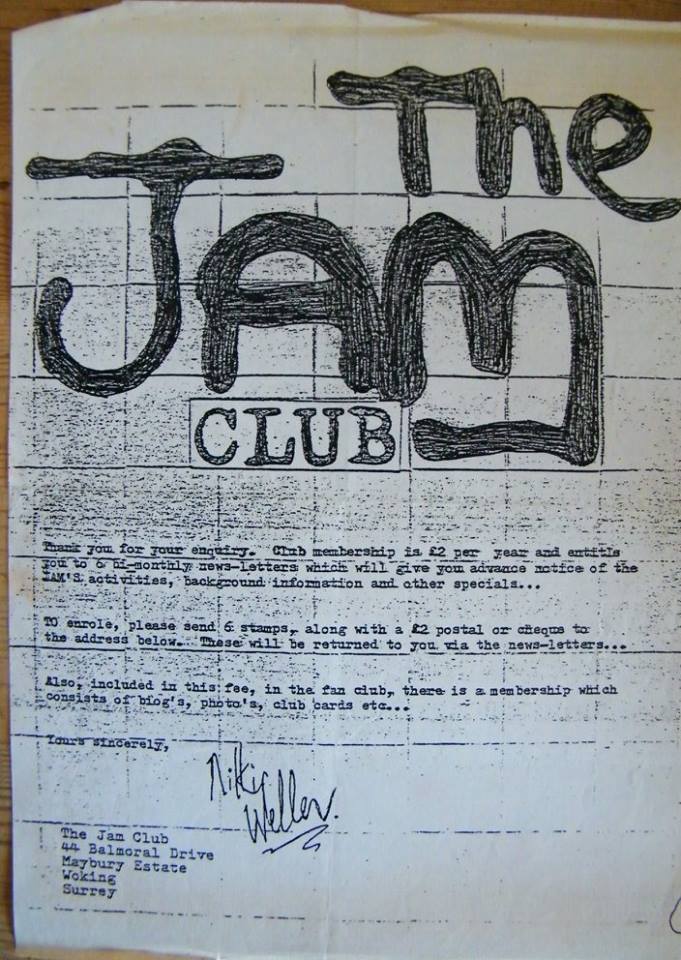 The
JAM
CLUB
Thank you for your enquiry. Club membership is £2 per year and entitls
you to 6 bi-monthly news-letters which will give you advance notice of the
JAM'S activities, background information and other specials...
TO enrole, please send 6 stamps, along with a £2 postal or cheque to
the address below. These will be returned to you via the news-letters...
Also, included in this fee, in the fan club, there is a membership which
consists of biog's, photo's, club cards etc...
Yours sincerely,
Nikky
Weller.
The Jam Club
44 Balmoral Drive
Maybury Estate
Woking
Surrey